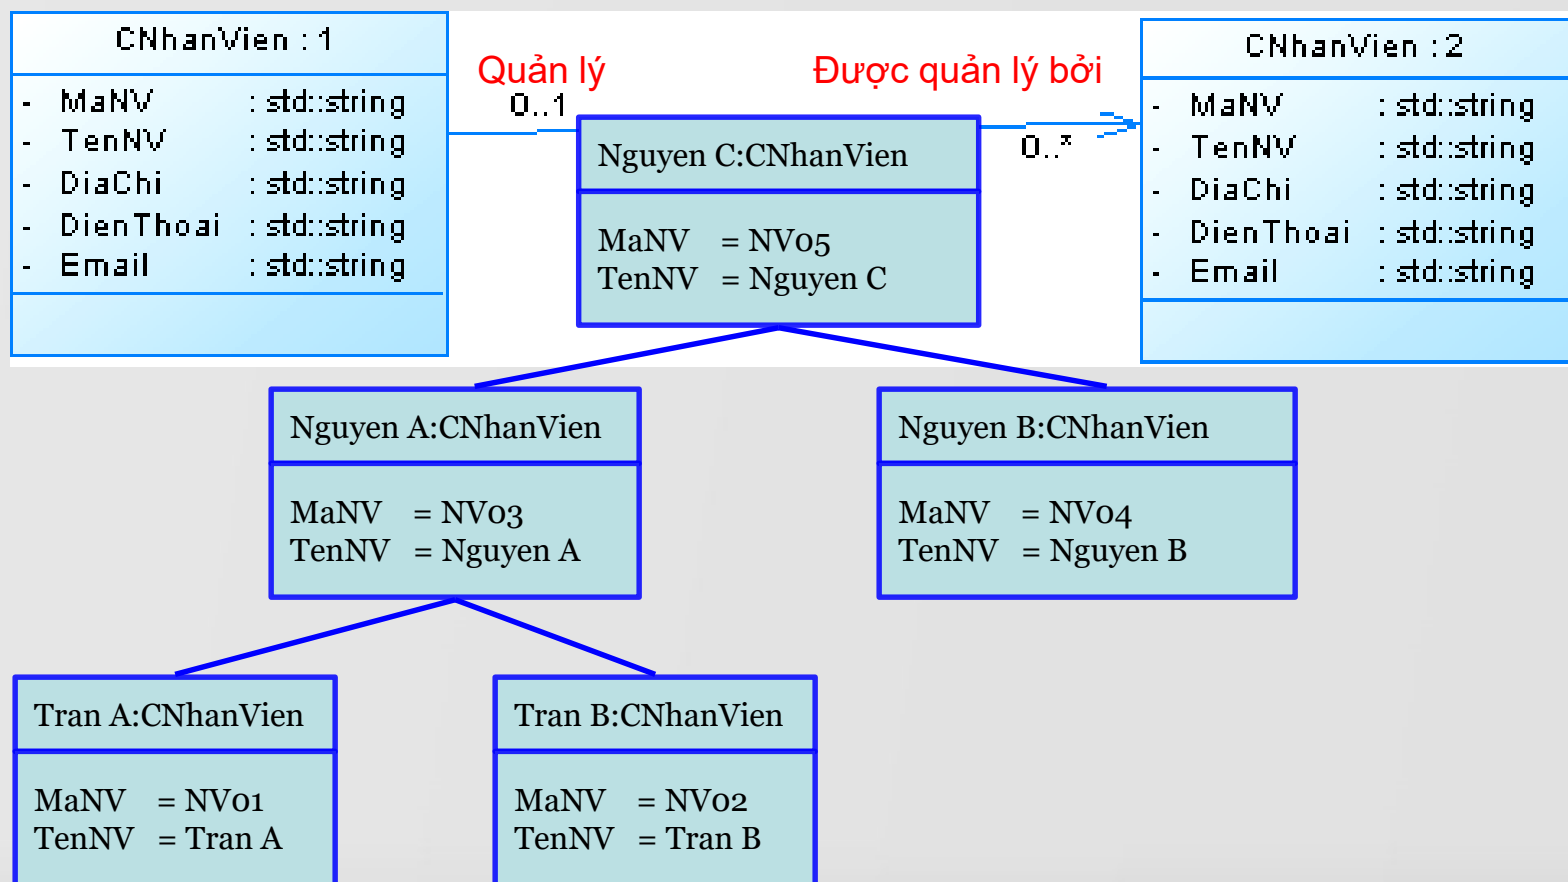 CNhanVien : 1
- MaNV : std::string
- TenNV : std::string
- DiaChi : std::string
- DienThoai : std::string
- Email : std::string
Quản lý
0..1
Được quản lý bởi
0..*
CNhanVien : 2
- MaNV : std::string
- TenNV : std::string
- DiaChi : std::string
- DienThoai : std::string
- Email : std::string
Nguyen C:CNhanVien
MaNV = NV05
TenNV = Nguyen C
Nguyen A:CNhanVien
MaNV = NV03
TenNV = Nguyen A
Nguyen B:CNhanVien
MaNV = NV04
TenNV = Nguyen B
Tran A:CNhanVien
MaNV = NV01
TenNV = Tran A
Tran B:CNhanVien
MaNV = NV02
TenNV = Tran B